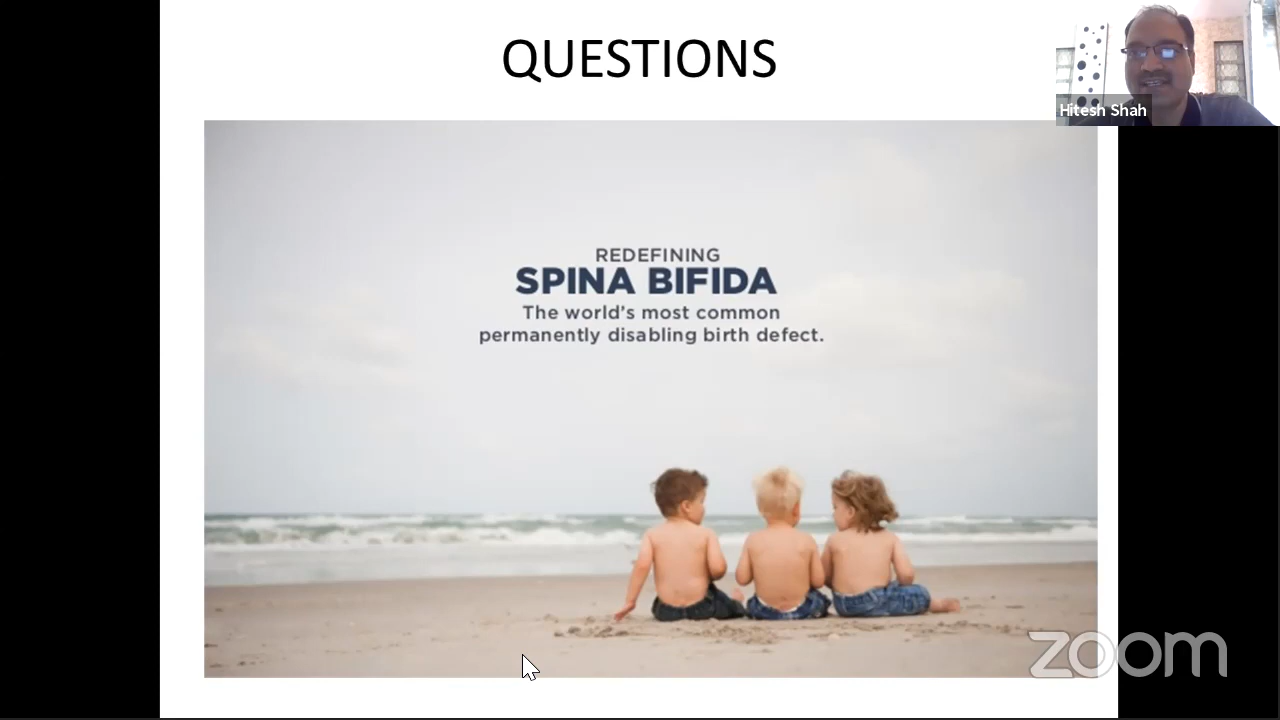 QUESTIONS
Hitesh Shah
REDEFINING
SPINA BIFIDA
The world's most common
permanently disabling birth defect.
zoom